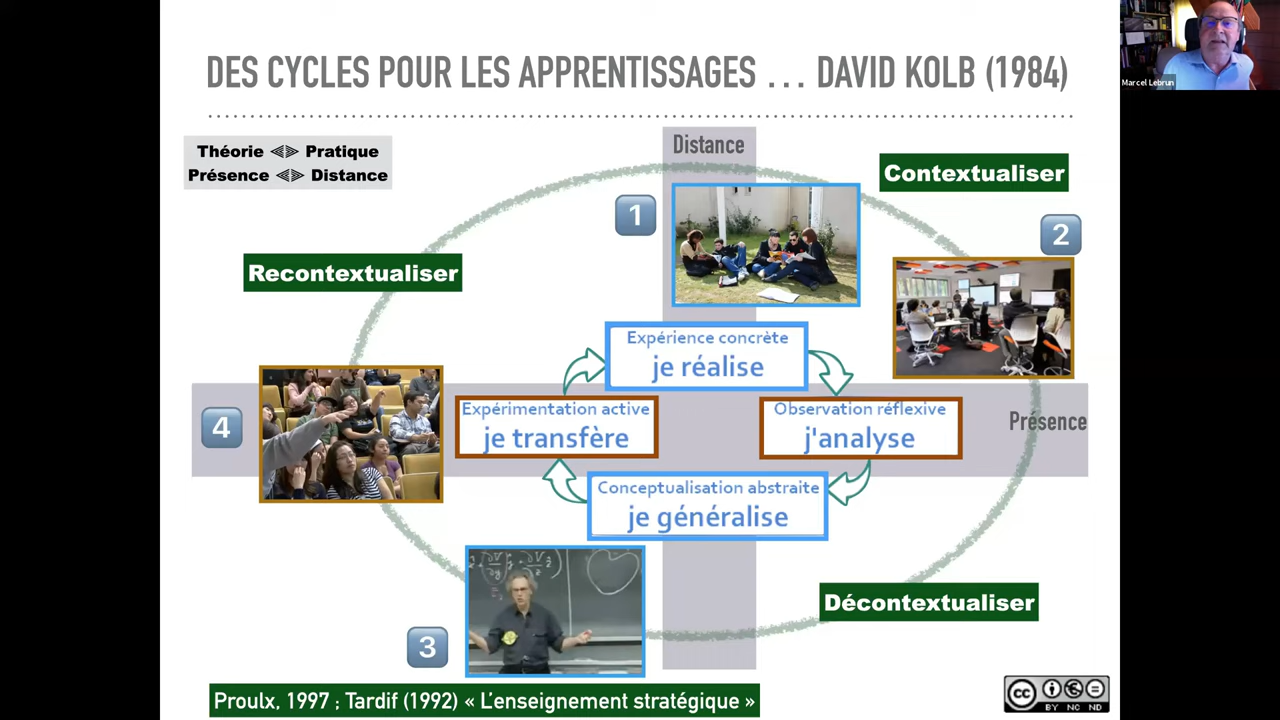 DES CYCLES POUR LES APPRENTISSAGES ... DAVID KOLB (1984)
Marcel Lebrun
Théorie Pratique
Présence Distance
Distance
Contextualiser
1
2
Recontextualiser
Expérience concrète
je réalise
Expérimentation active
je transfère
Observation réflexive
j'analyse
Présence
4
Conceptualisation abstraite
je généralise
Décontextualiser
3
Proulx, 1997 ; Tardif (1992) « L'enseignement stratégique »
cc
BY NC ND